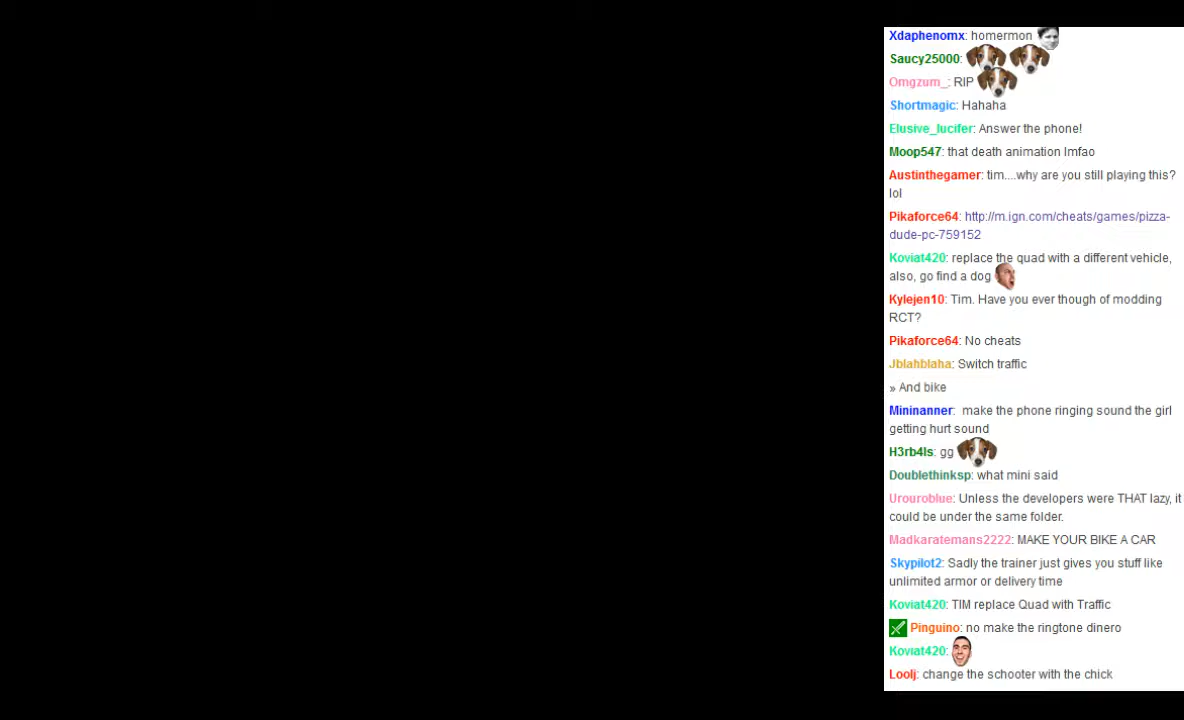 Xdaphenomx: homermon
Saucy25000:
Omgzum_: RIP
Shortmagic: Hahaha
Elusive_lucifer: Answer the phone!
Moop547: that death animation lmfao
Austinthegamer: tim....why are you still playing this?
lol
Pikaforce64: http://m.ign.com/cheats/games/pizza-
dude-pc-759152
Koviat420: replace the quad with a different vehicle,
also, go find a dog
Kylejen10: Tim. Have you ever though of modding
RCT?
Pikaforce64: No cheats
Jblahblaha: Switch traffic
» And bike
Mininanner: make the phone ringing sound the girl
getting hurt sound
H3rb4ls: gg
Doublethinksp: what mini said
Urouroblue: Unless the developers were THAT lazy, it
could be under the same folder.
Madkaratemans2222: MAKE YOUR BIKE A CAR
Skypilot2: Sadly the trainer just gives you stuff like
unlimited armor or delivery time
Koviat420: TIM replace Quad with Traffic
Pinguino: no make the ringtone dinero
Koviat420:
Loolj: change the schooter with the chick